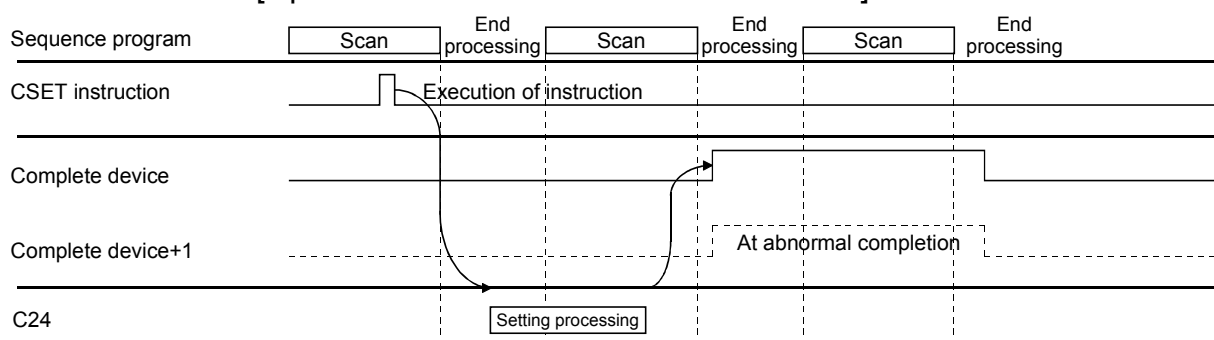 Sequence program
Scan
End
processing
Scan
End
processing
Scan
End
processing
CSET instruction
Execution of instruction
Complete device
Complete device+1
At abnormal completion
C24
Setting processing